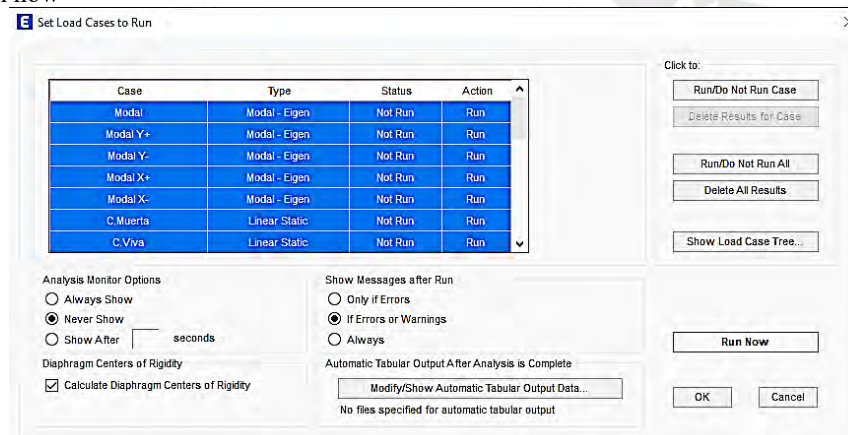 E Set Load Cases to Run
Click to:
Case Type Status Action
Modal Modal - Eigen Not Run Run
Modal Y+ Modal - Eigen Not Run Run
Modal Y- Modal - Eigen Not Run Run
Modal X+ Modal - Eigen Not Run Run
Modal X- Modal - Eigen Not Run Run
C.Muerta Linear Static Not Run Run
C.Viva Linear Static Not Run Run
Run/Do Not Run Case
Delete Results for Case
Run/Do Not Run All
Delete All Results
Show Load Case Tree...
Analysis Monitor Options
Always Show
Never Show
Show After seconds
Show Messages after Run
Only if Errors
If Errors or Warnings
Always
Run Now
Diaphragm Centers of Rigidity
Calculate Diaphragm Centers of Rigidity
Automatic Tabular Output After Analysis is Complete
Modify/Show Automatic Tabular Output Data...
No files specified for automatic tabular output
OK Cancel